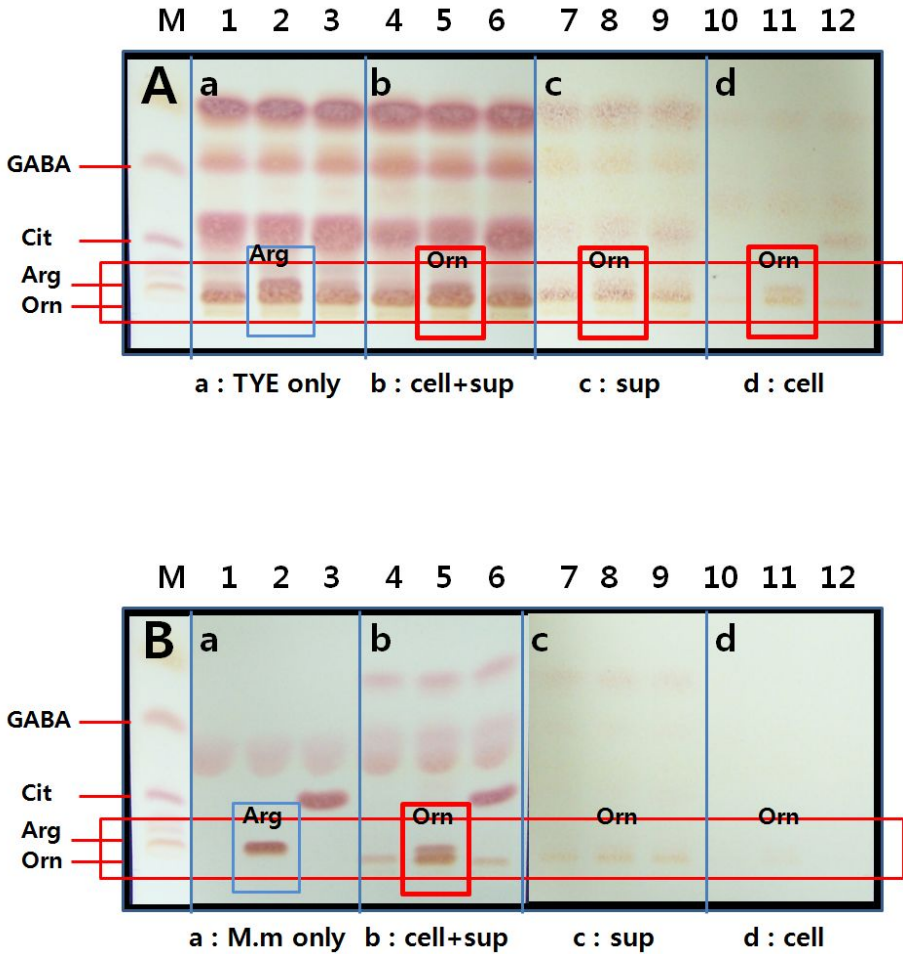 M 1 2 3 4 5 6 7 8 9 10 11 12
A a b c d
GABA
Cit
Arg Orn Orn Orn
Arg
Orn
a : TYE only b : cell+sup c : sup d : cell
M 1 2 3 4 5 6 7 8 9 10 11 12
B a b c d
GABA
Cit
Arg Orn Orn Orn
Arg
Orn
a : M.m only b : cell+sup c : sup d : cell